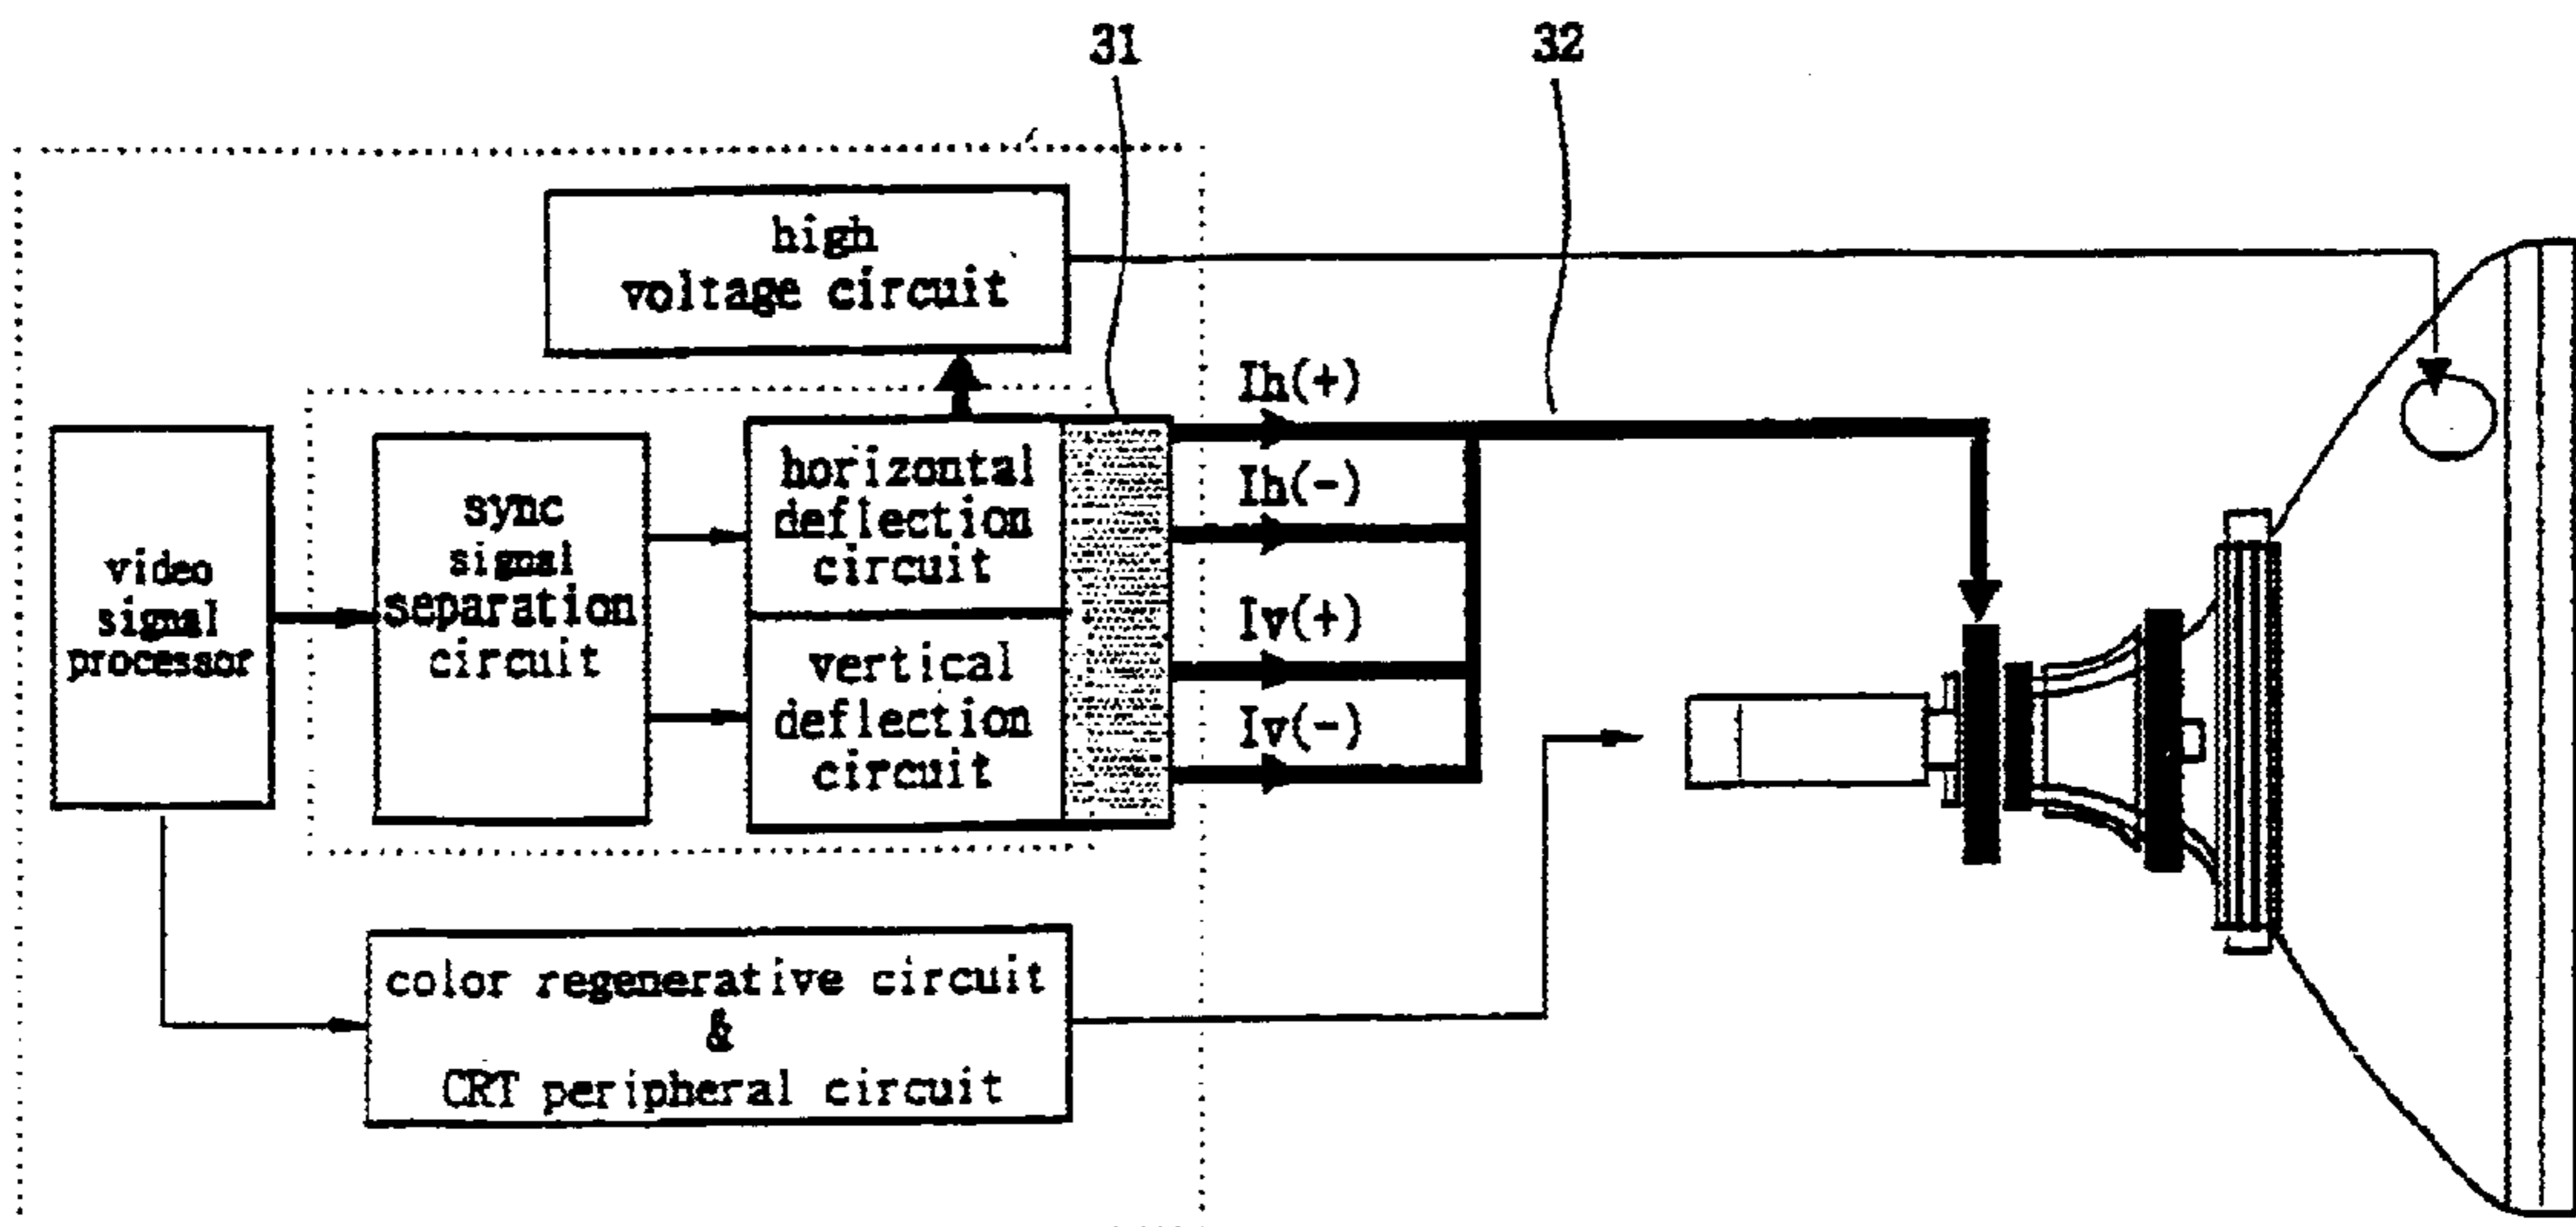 31
32
high
voltage circuit
Ih(+)
Ih(-)
Iv(+)
Iv(-)
video
signal
processor
sync
signal
separation
circuit
horizontal
deflection
circuit
vertical
deflection
circuit
color regenerative circuit
&
CRT peripheral circuit